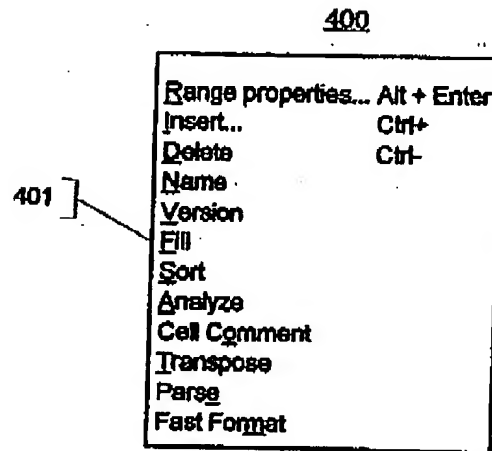 400
Range properties... Alt + Enter
Insert... Ctrl+
Delete Ctrl-
Name
Version
401 Fill
Sort
Analyze
Cell Comment
Transpose
Parse
Fast Format